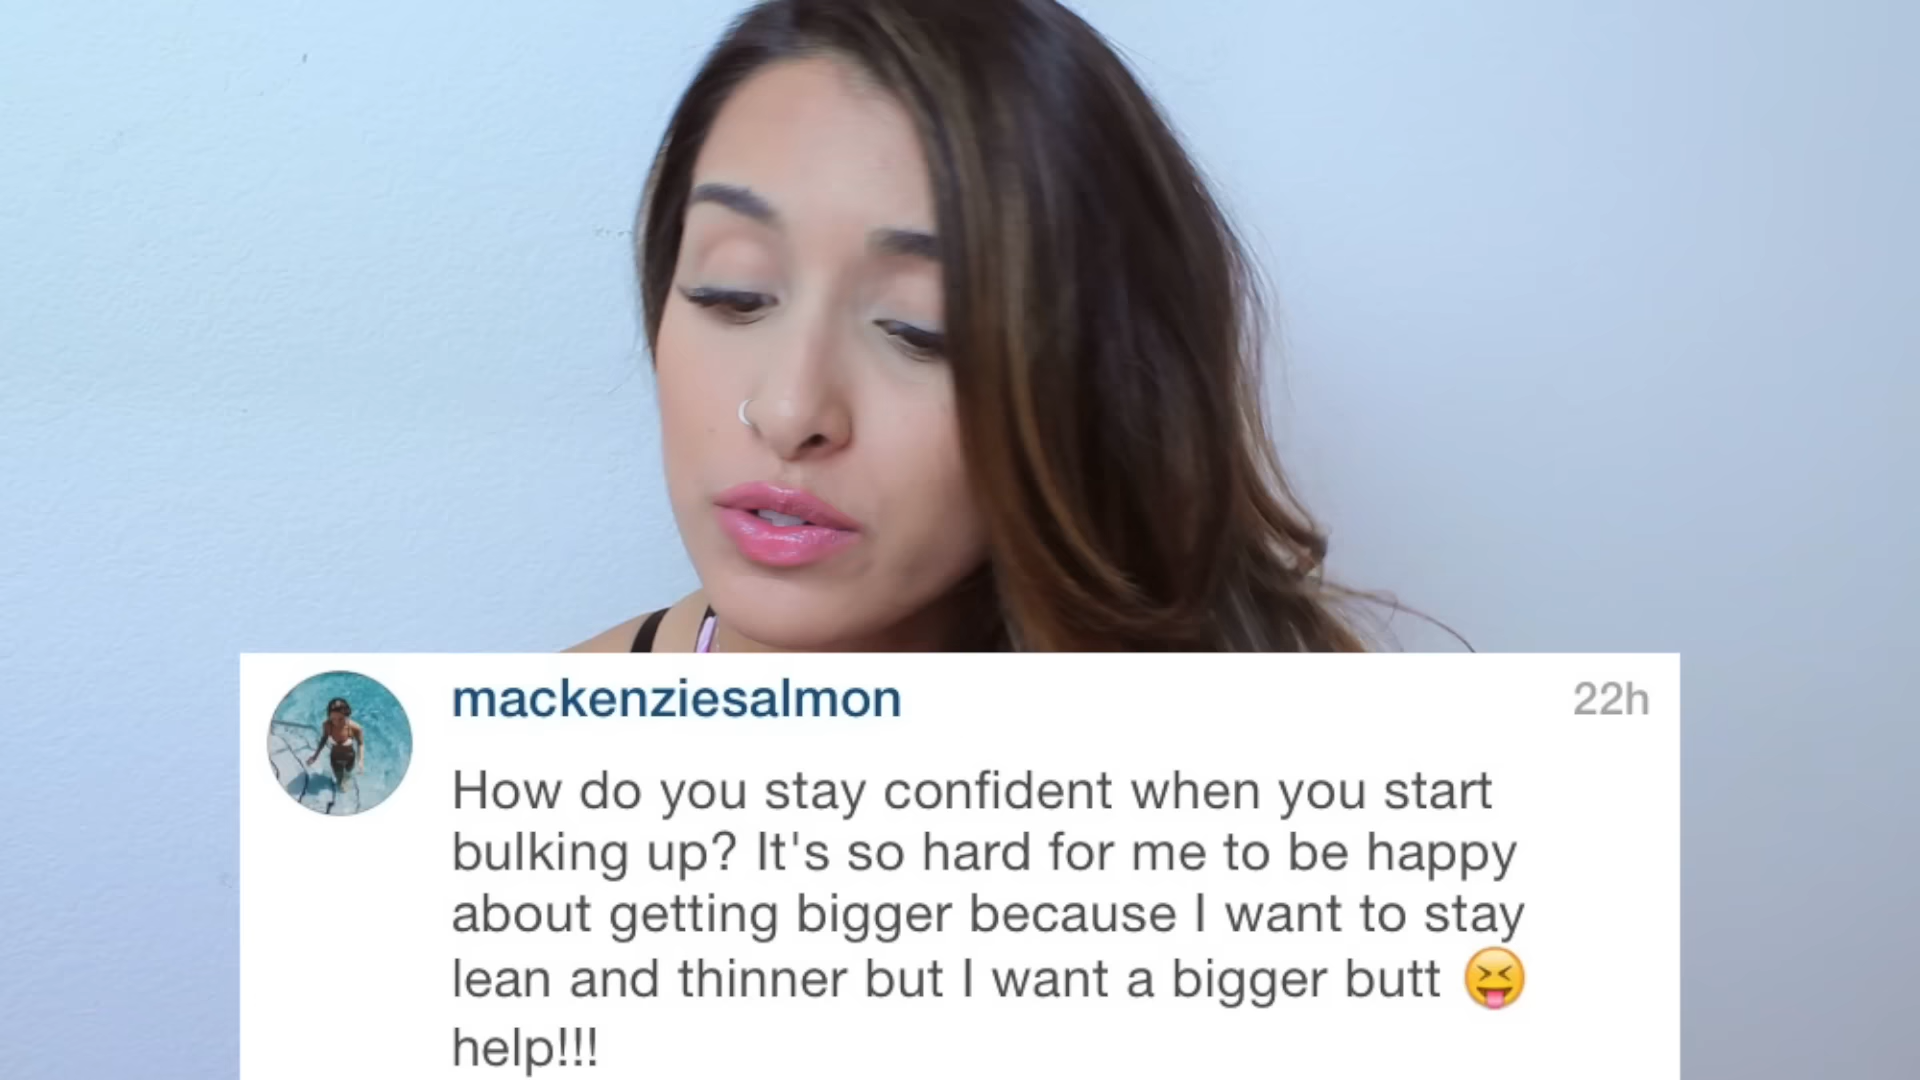 mackenziesalmon
22h
How do you stay confident when you start
bulking up? It's so hard for me to be happy
about getting bigger because I want to stay
lean and thinner but I want a bigger butt 😝
help!!!